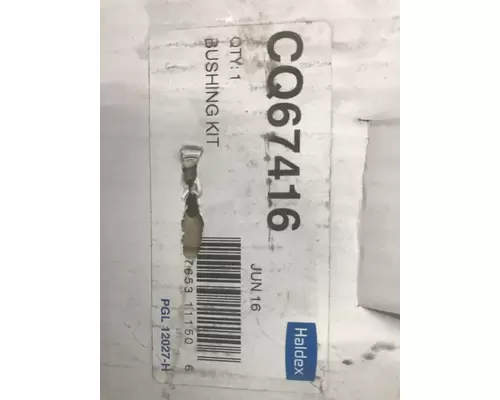 CQ67416
QTY: 1
BUSHING KIT
JUN 16
7653 11150 6
PGL 12027-H
Haldex